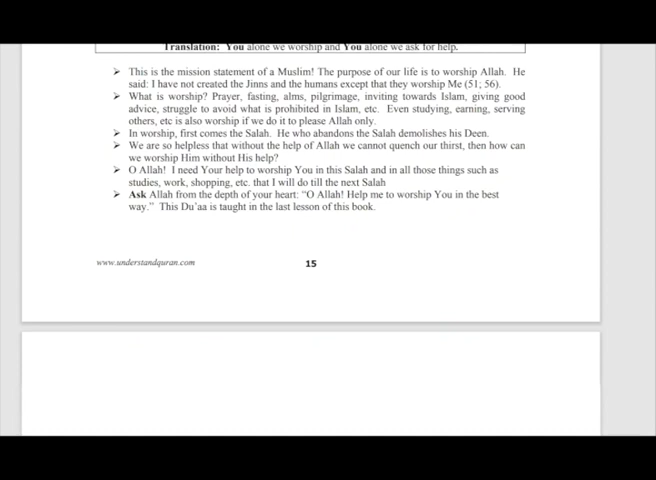 Translation: You alone we worship and You alone we ask for help.
➢ This is the mission statement of a Muslim! The purpose of our life is to worship Allah. He
said: I have not created the Jinns and the humans except that they worship Me (51; 56).
➢ What is worship? Prayer, fasting, alms, pilgrimage, inviting towards Islam, giving good
advice, struggle to avoid what is prohibited in Islam, etc. Even studying, earning, serving
others, etc is also worship if we do it to please Allah only.
➢ In worship, first comes the Salah. He who abandons the Salah demolishes his Deen.
➢ We are so helpless that without the help of Allah we cannot quench our thirst, then how can
we worship Him without His help?
➢ O Allah! I need Your help to worship You in this Salah and in all those things such as
studies, work, shopping, etc. that I will do till the next Salah
➢ Ask Allah from the depth of your heart: “O Allah! Help me to worship You in the best
way.” This Du’aa is taught in the last lesson of this book.
www.understandquran.com 15